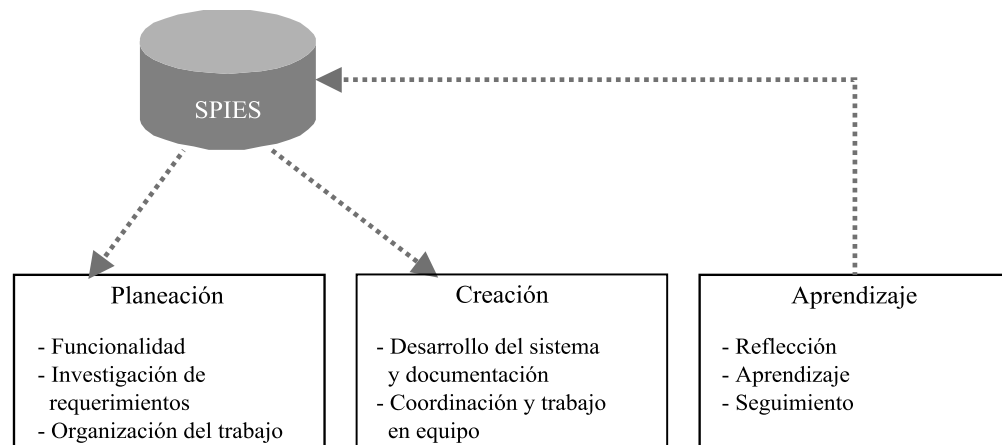 SPIES
Planeación
- Funcionalidad
- Investigación de
requerimientos
- Organización del trabajo
Creación
- Desarrollo del sistema
y documentación
- Coordinación y trabajo
en equipo
Aprendizaje
- Reflección
- Aprendizaje
- Seguimiento